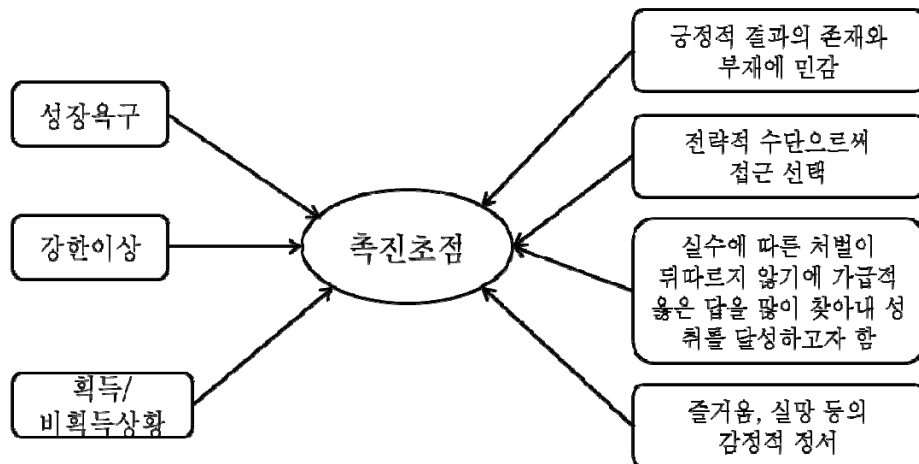 성장욕구
강한이상
획득/
비획득상황
촉진초점
긍정적 결과의 존재와
부재에 민감
전략적 수단으르써
접근 선택
실수에 따른 처벌이
뒤따르지 않기에 가급적
옳은 답을 많이 찾아내 성
취를 달성하고자 함
즐거움, 실망 등의
감정적 정서